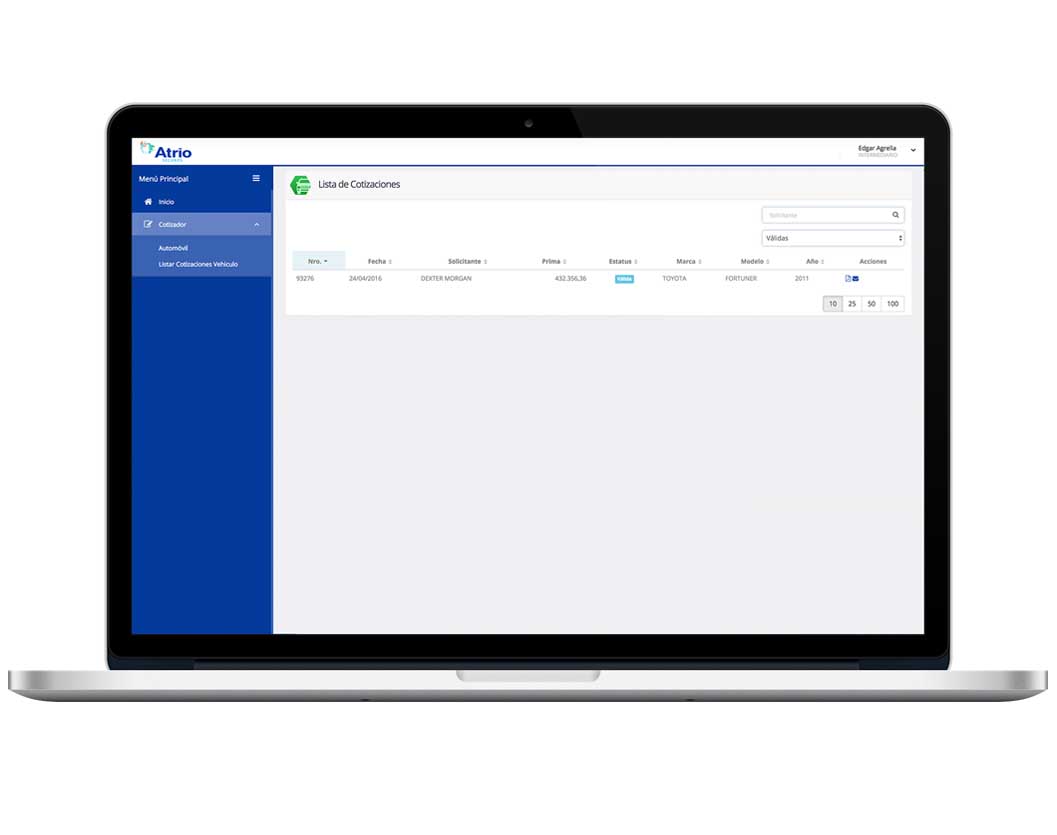 Atrio
SEGUROS
Edgar Agrella
INTERMEDIARIO
Menú Principal
Inicio
Cotizador
Automóvil
Listar Cotizaciones Vehículo
Lista de Cotizaciones
Solicitante
Válidas
Nro. Fecha Solicitante Prima Estatus Marca Modelo Año Acciones
93276 24/04/2016 DEXTER MORGAN 432.356,36 Válida TOYOTA FORTUNER 2011
10 25 50 100